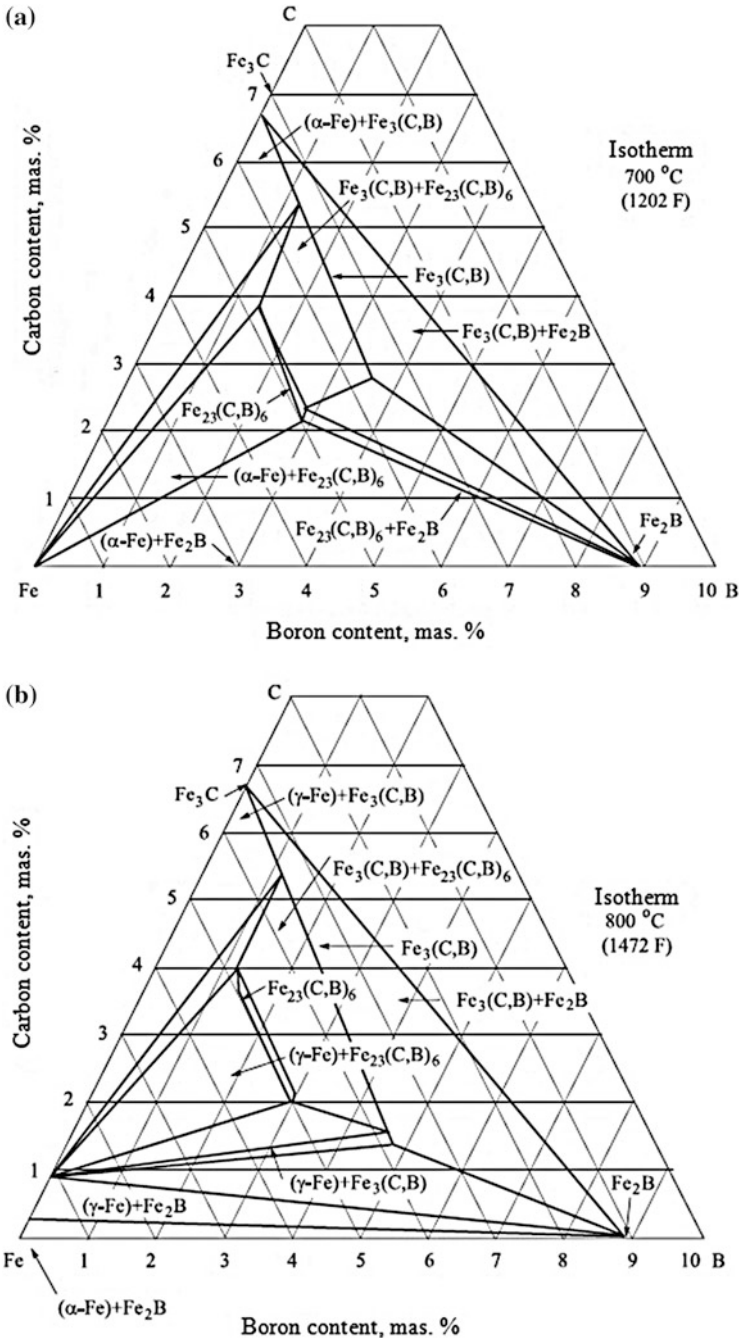 (a)
C
Fe₃C
7
(α-Fe)+Fe₃(C,B)
6
Isotherm
700 °C
(1202 F)
Fe₃(C,B)+Fe₂₃(C,B)₆
5
Fe₃(C,B)
4
Fe₃(C,B)+Fe₂B
Carbon content, mas. %
3
Fe₂₃(C,B)₆
2
(α-Fe)+Fe₂₃(C,B)₆
1
Fe₂₃(C,B)₆+Fe₂B
(α-Fe)+Fe₂B
Fe₂B
Fe 1 2 3 4 5 6 7 8 9 10 B
Boron content, mas. %
(b)
C
7
Fe₃C
(γ-Fe)+Fe₃(C,B)
6
Fe₃(C,B)+Fe₂₃(C,B)₆
5
Isotherm
800 °C
(1472 F)
Fe₃(C,B)
4
Fe₂₃(C,B)₆
Fe₃(C,B)+Fe₂B
Carbon content, mas. %
3
(γ-Fe)+Fe₂₃(C,B)₆
2
1
(γ-Fe)+Fe₃(C,B)
Fe₂B
(γ-Fe)+Fe₂B
Fe 1 2 3 4 5 6 7 8 9 10 B
(α-Fe)+Fe₂B
Boron content, mas. %